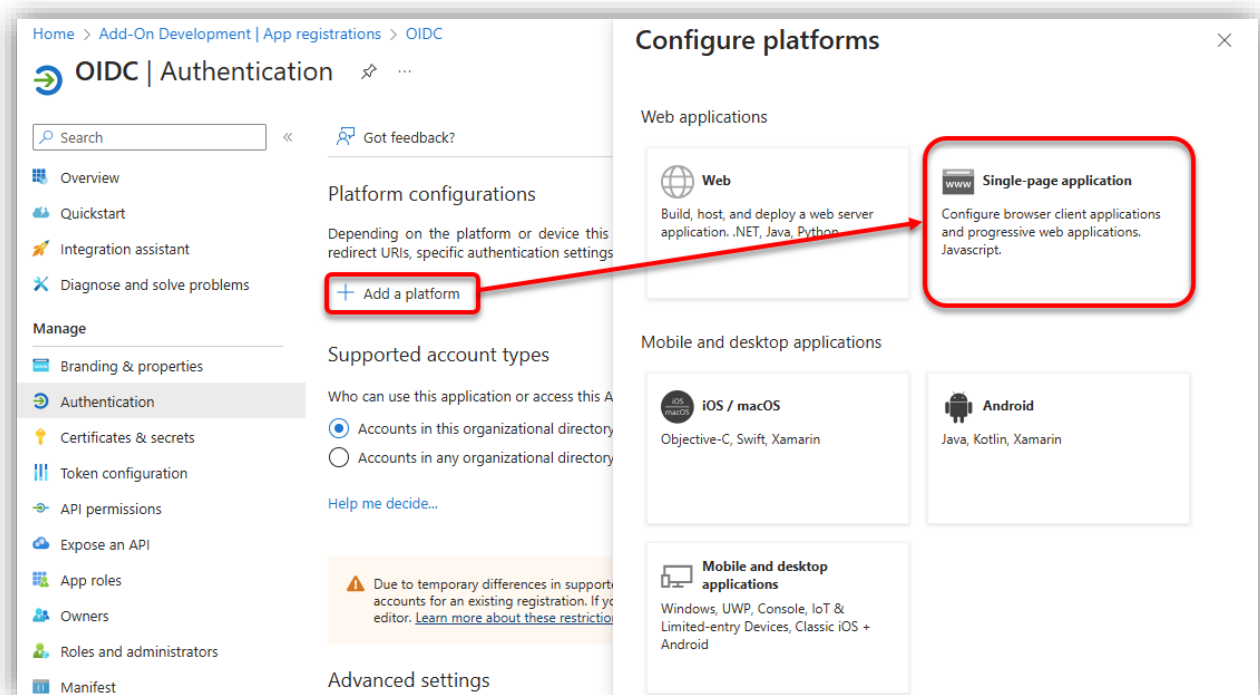 Home > Add-On Development | App registrations > OIDC
OIDC | Authentication
Search
Got feedback?
Overview
Quickstart
Integration assistant
Diagnose and solve problems
Manage
Branding & properties
Authentication
Certificates & secrets
Token configuration
API permissions
Expose an API
App roles
Owners
Roles and administrators
Manifest
Platform configurations
Depending on the platform or device this
redirect URIs, specific authentication settings
Add a platform
Supported account types
Who can use this application or access this A
Accounts in this organizational directory
Accounts in any organizational directory
Help me decide...
Due to temporary differences in supporte
accounts for an existing registration. If yo
editor. Learn more about these restrictio
Advanced settings
Configure platforms
Web applications
Web
Build, host, and deploy a web server
application. .NET, Java, Python
www
Single-page application
Configure browser client applications
and progressive web applications.
Javascript.
Mobile and desktop applications
iOS
macOS
iOS / macOS
Objective-C, Swift, Xamarin
Android
Java, Kotlin, Xamarin
Mobile and desktop
applications
Windows, UWP, Console, IoT &
Limited-entry Devices, Classic iOS +
Android